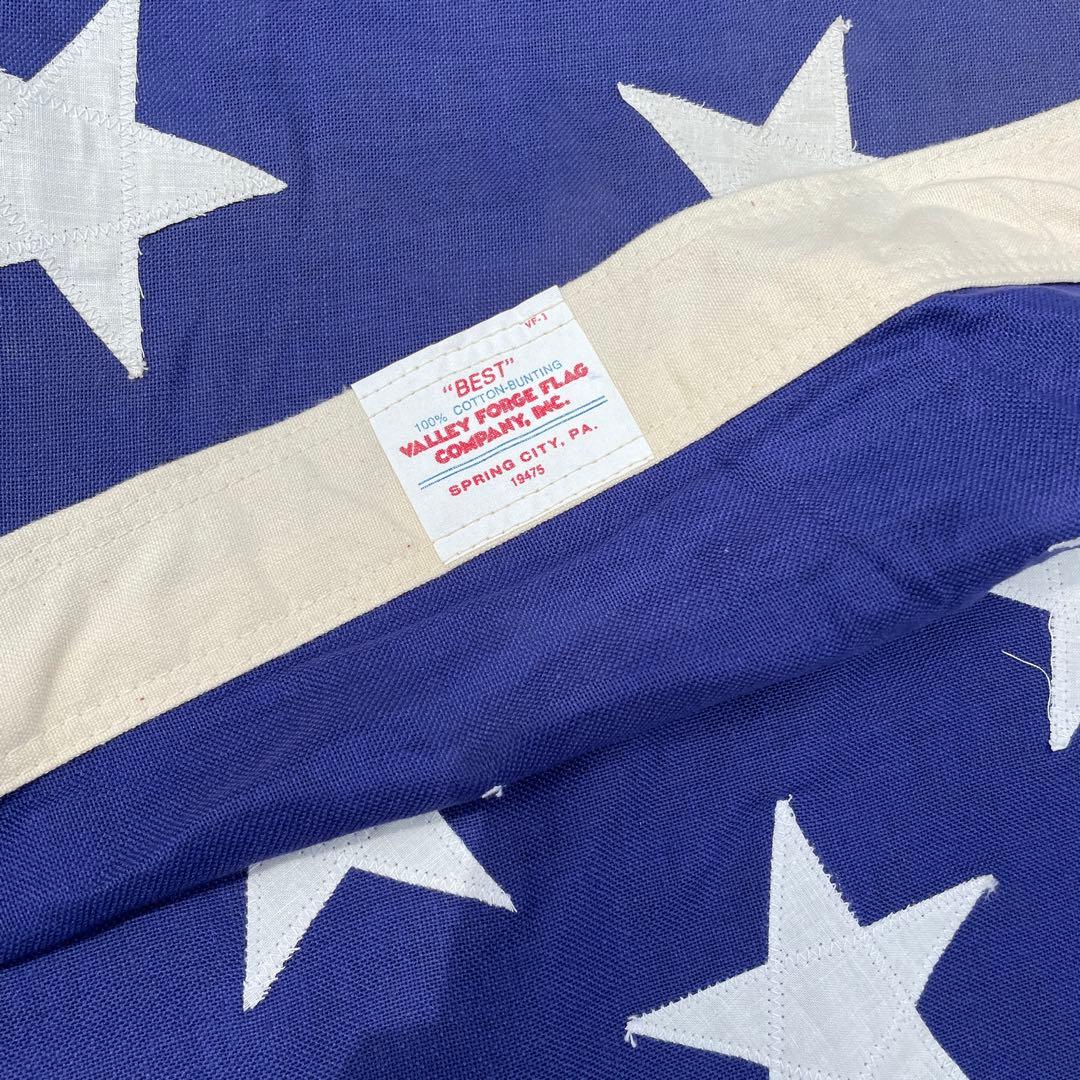 VF-1
"BEST"
100% COTTON-BUNTING
VALLEY FORGE FLAG
COMPANY, INC.
SPRING CITY, PA.
19475